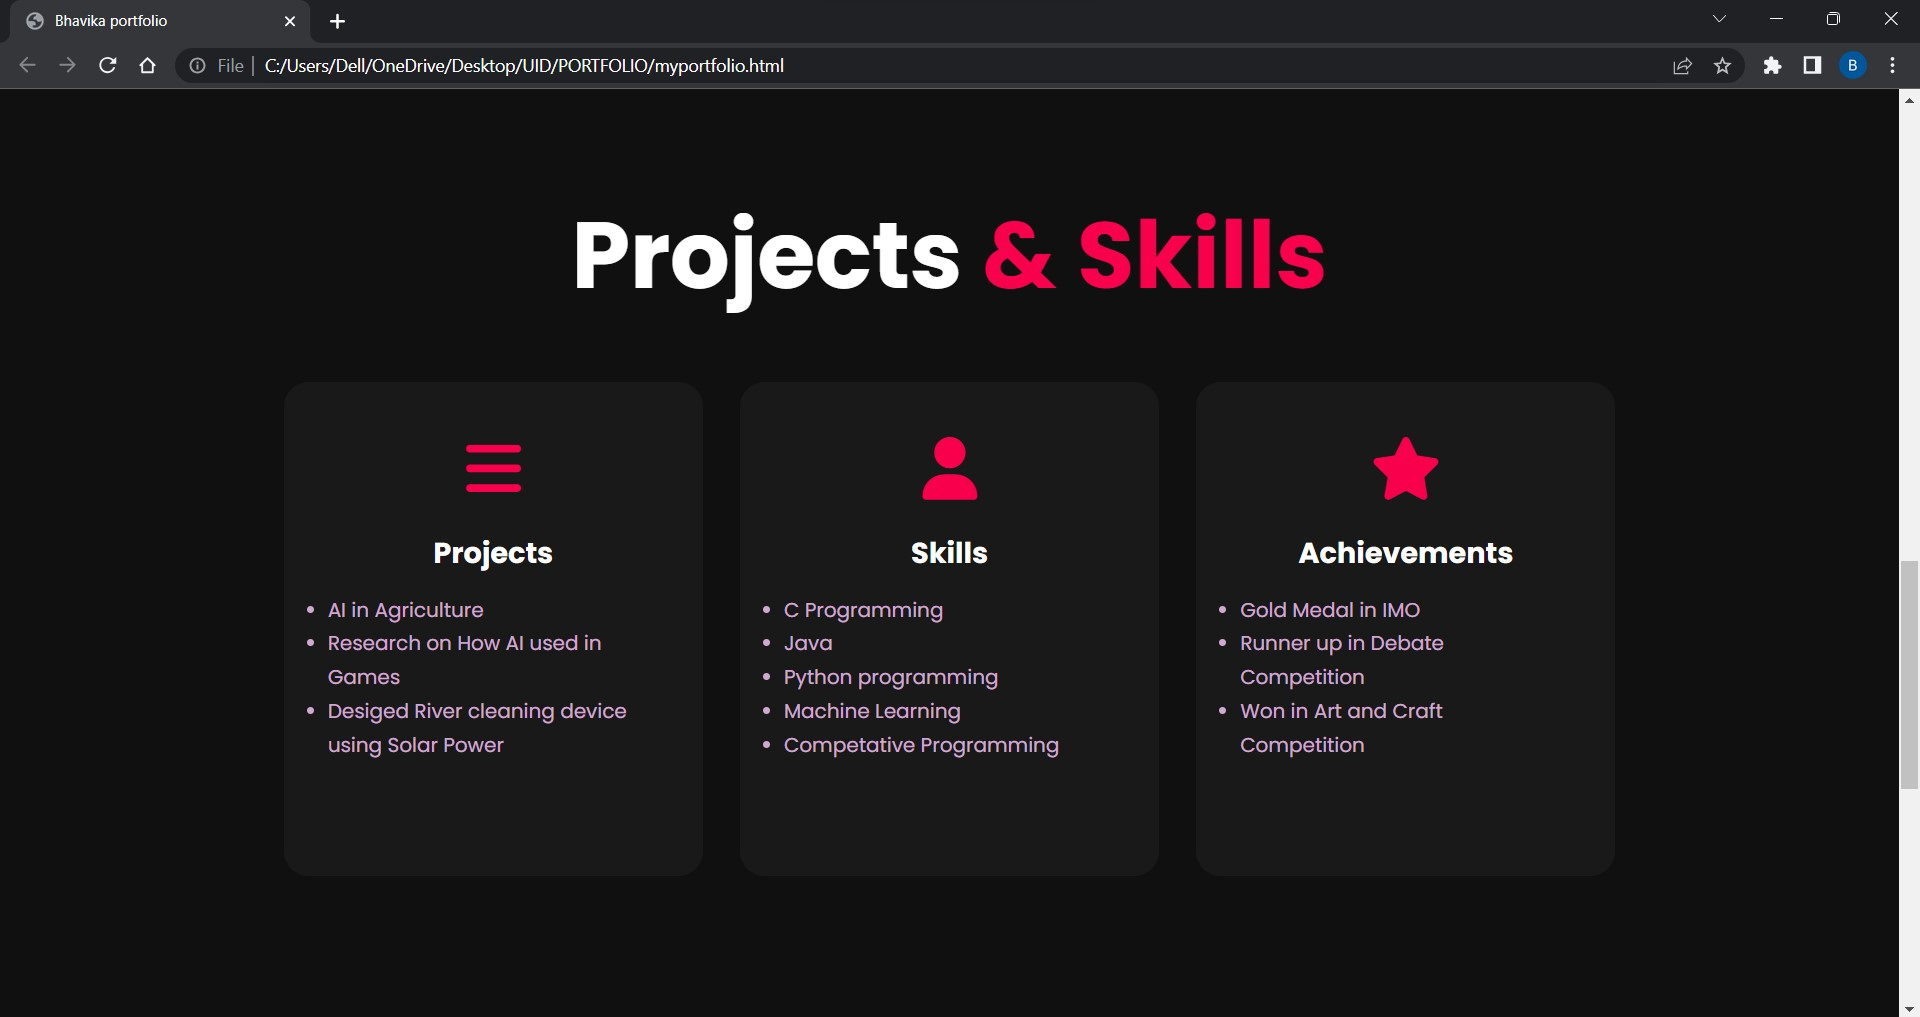 Bhavika portfolio
File | C:/Users/Dell/OneDrive/Desktop/UID/PORTFOLIO/myportfolio.html
B
Projects & Skills
Projects
• AI in Agriculture
• Research on How AI used in
Games
• Desiged River cleaning device
using Solar Power
Skills
• C Programming
• Java
• Python programming
• Machine Learning
• Competative Programming
Achievements
• Gold Medal in IMO
• Runner up in Debate
Competition
• Won in Art and Craft
Competition